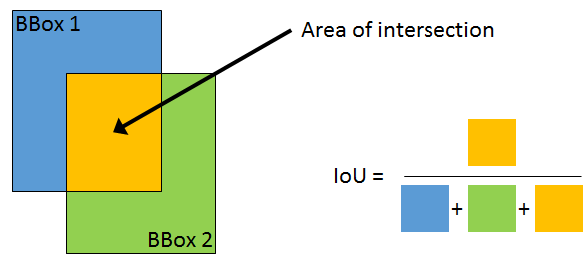 BBox 1
Area of intersection
BBox 2
IoU =
+ +